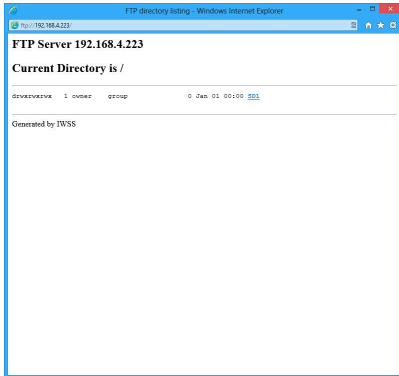 FTP directory listing - Windows Internet Explorer
ftp://192.168.4.223/
FTP Server 192.168.4.223
Current Directory is /
drwxrwxrwx 1 owner group 0 Jan 01 00:00 SD1
Generated by IWSS